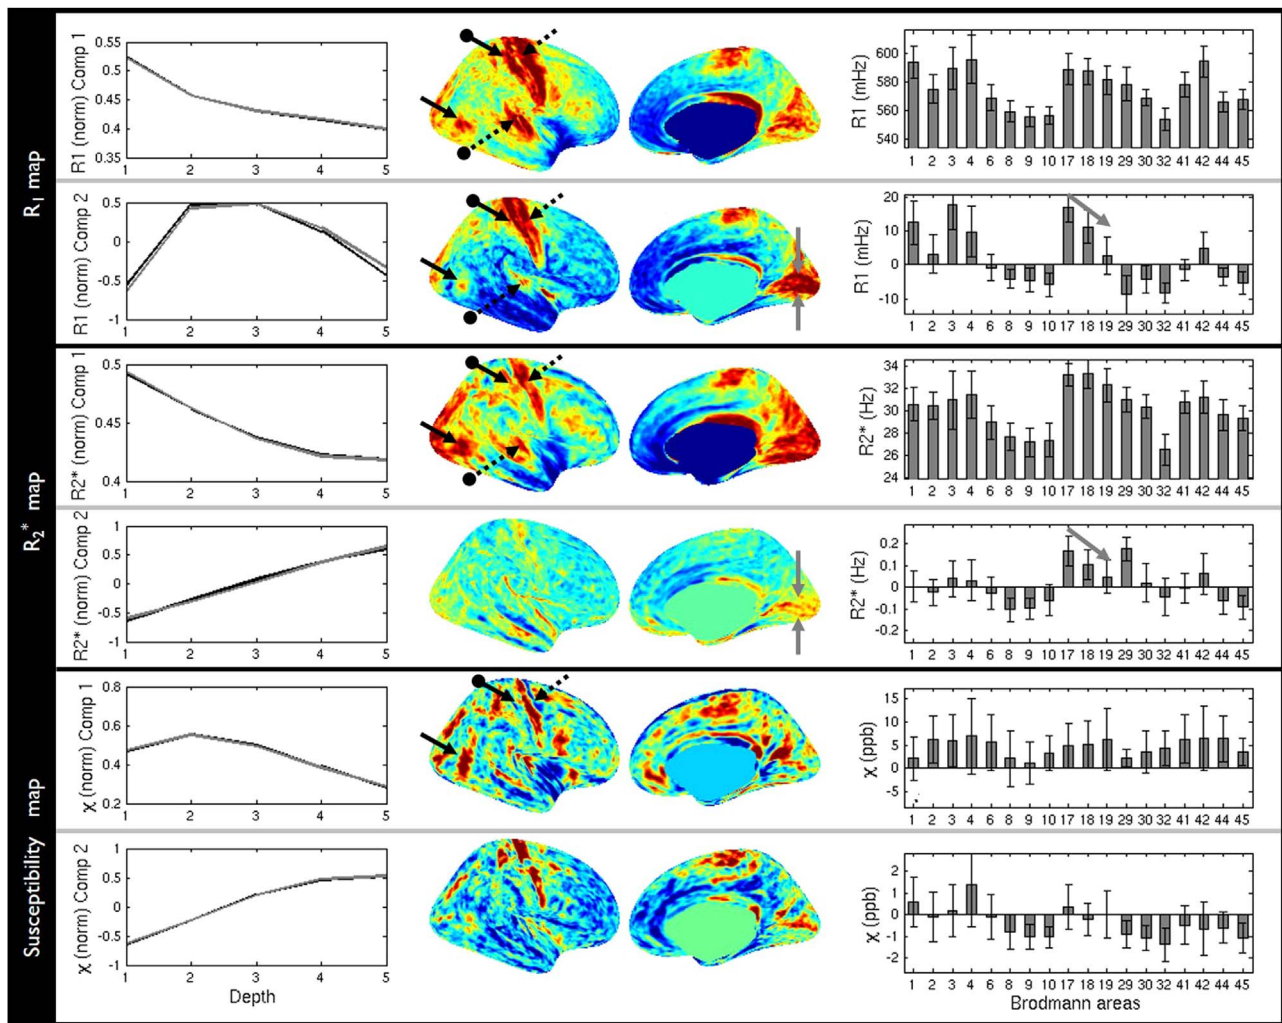 R1 map
R1 (norm) Comp 1
0.55
0.5
0.45
0.4
0.35
1 2 3 4 5
R1 (mHz)
600
580
560
540
1 2 3 4 6 8 9 10 17 18 19 29 30 32 41 42 44 45
R1 (norm) Comp 2
0.5
0
-0.5
-1
1 2 3 4 5
R1 (mHz)
20
10
0
-10
1 2 3 4 6 8 9 10 17 18 19 29 30 32 41 42 44 45
R2* map
R2* (norm) Comp 1
0.5
0.45
0.4
1 2 3 4 5
R2* (Hz)
34
32
30
28
26
24
1 2 3 4 6 8 9 10 17 18 19 29 30 32 41 42 44 45
R2* (norm) Comp 2
1
0.5
0
-0.5
-1
1 2 3 4 5
R2* (Hz)
0.2
0.1
0
-0.1
-0.2
1 2 3 4 6 8 9 10 17 18 19 29 30 32 41 42 44 45
Susceptibility map
χ (norm) Comp 1
0.8
0.6
0.4
0.2
1 2 3 4 5
χ (ppb)
15
10
5
0
-5
1 2 3 4 6 8 9 10 17 18 19 29 30 32 41 42 44 45
χ (norm) Comp 2
1
0.5
0
-0.5
-1
1 2 3 4 5
Depth
χ (ppb)
2
0
-2
1 2 3 4 6 8 9 10 17 18 19 29 30 32 41 42 44 45
Brodmann areas